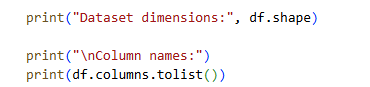 print("Dataset dimensions:", df.shape)
print("\nColumn names:")
print(df.columns.tolist())